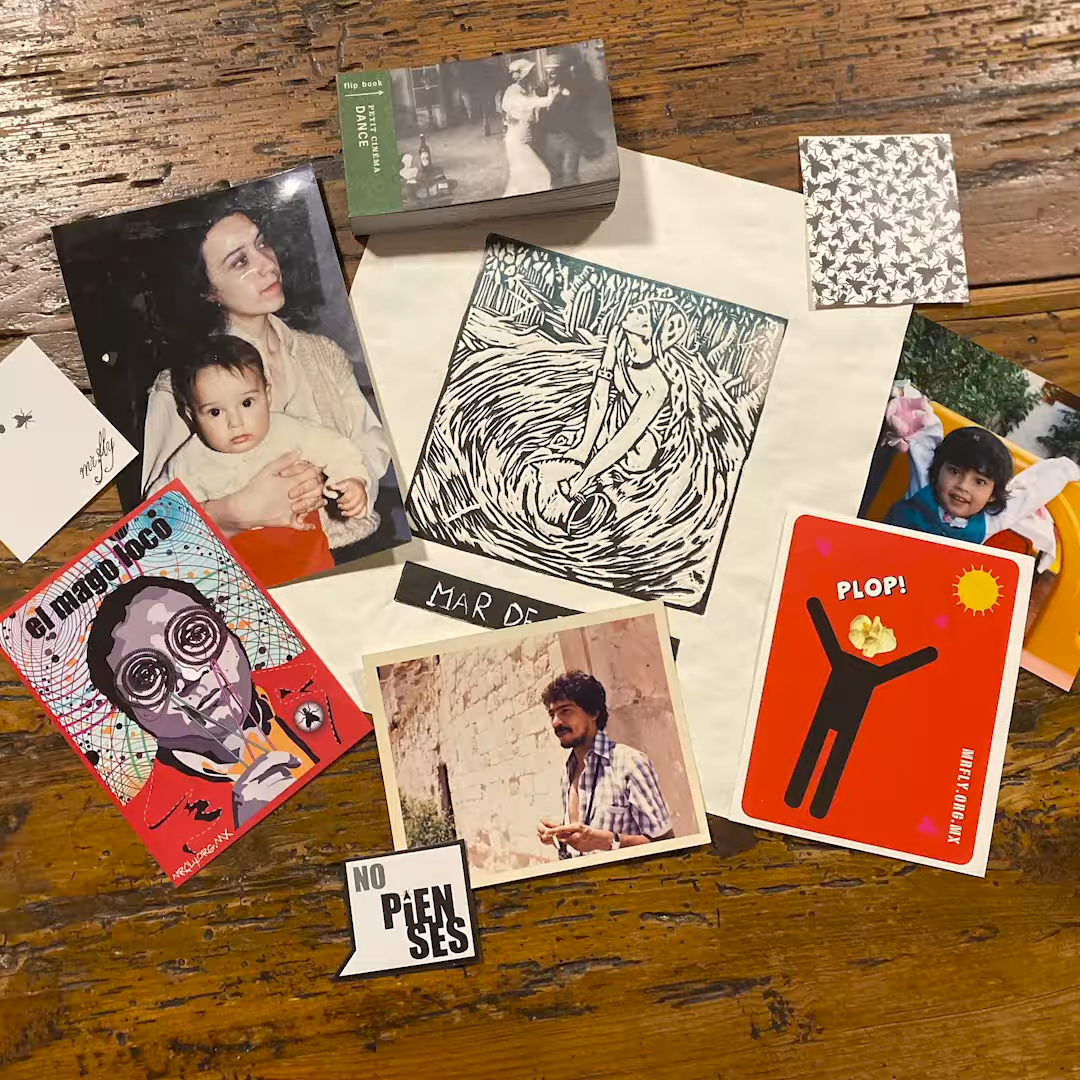 flip book
PETIT CINÉMA
DANCE
mrfly
el mago loco
MAR DE
PLOP!
MRFLY.ORG.MX
MRFLY.ORG.MX
NO
PIEN
SES